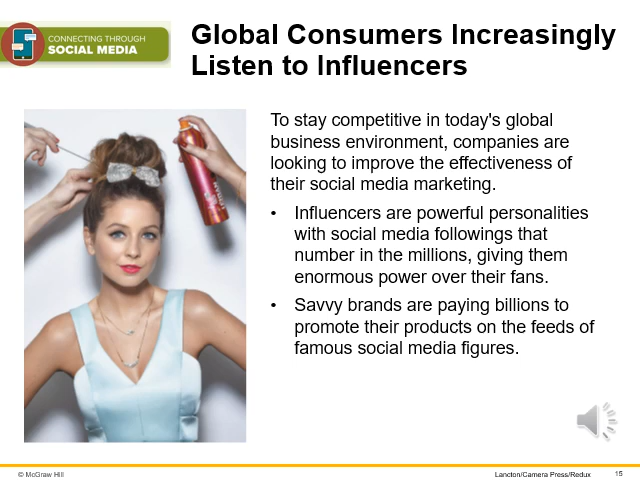 CONNECTING THROUGH
SOCIAL MEDIA
Global Consumers Increasingly
Listen to Influencers
To stay competitive in today's global
business environment, companies are
looking to improve the effectiveness of
their social media marketing.
• Influencers are powerful personalities
with social media followings that
number in the millions, giving them
enormous power over their fans.
• Savvy brands are paying billions to
promote their products on the feeds of
famous social media figures.
© McGraw Hill
Lancton/Camera Press/Redux
15